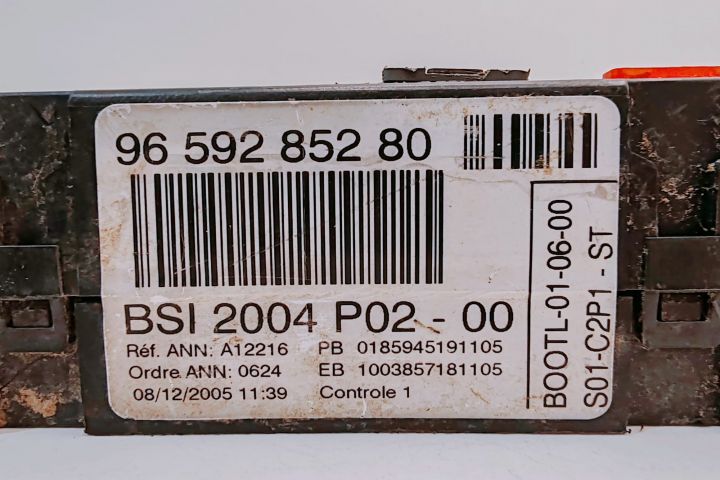 96 592 852 80
BSI 2004 P02 - 00
Réf. ANN: A12216 PB 0185945191105
Ordre ANN: 0624 EB 1003857181105
08/12/2005 11:39 Controle 1
BOOTL-01-06-00
S01-C2P1 - ST